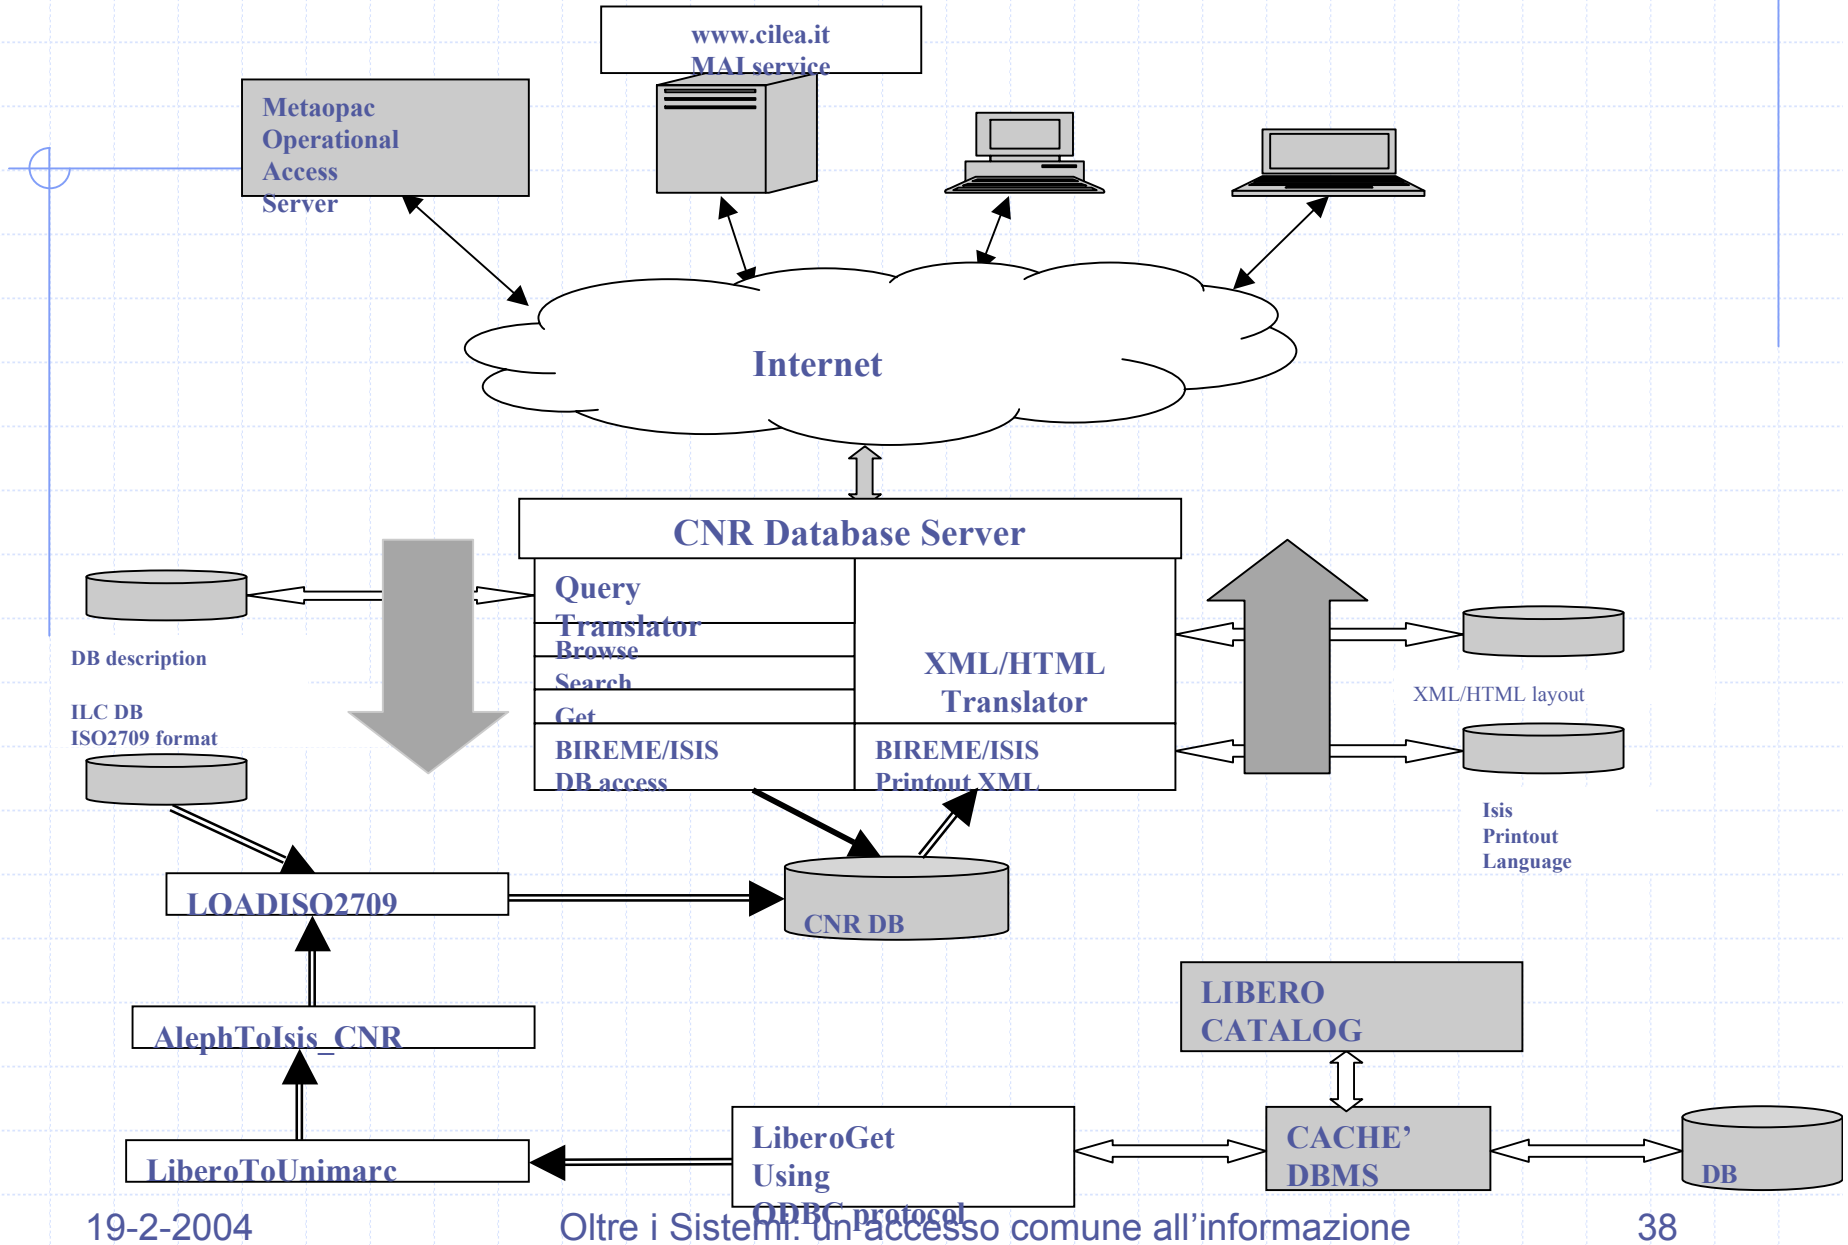 www.cilea.it
MAI service
Metaopac
Operational
Access
Server
Internet
CNR Database Server
Query
Translator
Browse
Search
Get
XML/HTML
Translator
BIREME/ISIS
DB access
BIREME/ISIS
Printout XML
DB description
ILC DB
ISO2709 format
XML/HTML layout
Isis
Printout
Language
LOADISO2709
CNR DB
AlephToIsis_CNR
LIBERO
CATALOG
LiberoToUnimarc
LiberoGet
Using
ODBC protocol
CACHE’
DBMS
DB
19-2-2004
Oltre i Sistemi: un'accesso comune all'informazione
38